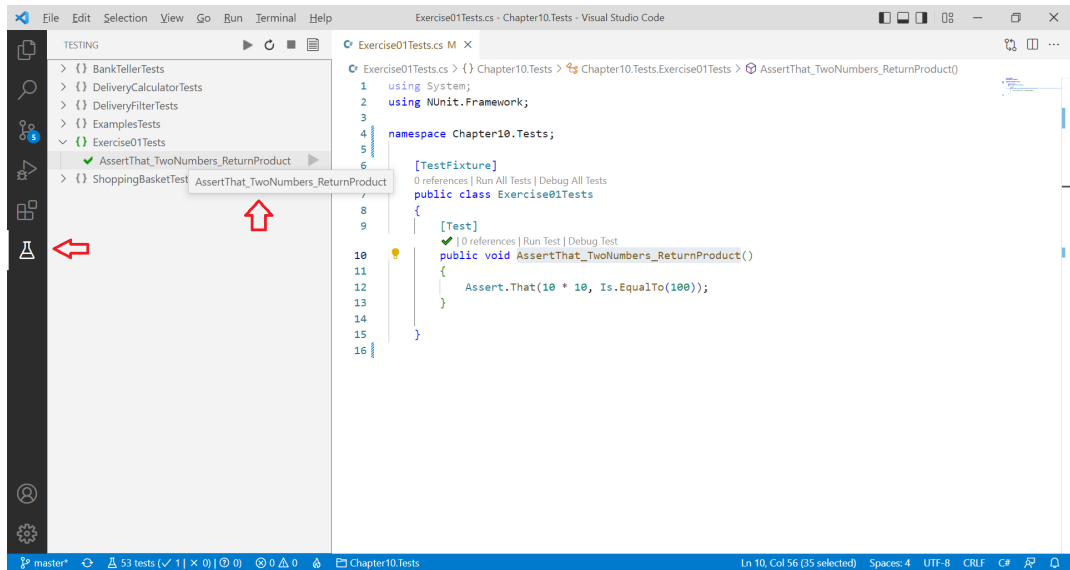 File Edit Selection View Go Run Terminal Help
Exercise01Tests.cs - Chapter10.Tests - Visual Studio Code
TESTING
{} BankTellerTests
{} DeliveryCalculatorTests
{} DeliveryFilterTests
{} ExamplesTests
{} Exercise01Tests
AssertThat_TwoNumbers_ReturnProduct
{} ShoppingBasketTest
AssertThat_TwoNumbers_ReturnProduct
5
Exercise01Tests.cs M
Exercise01Tests.cs > {} Chapter10.Tests > Chapter10.Tests.Exercise01Tests > AssertThat_TwoNumbers_ReturnProduct()
1 using System;
2 using NUnit.Framework;
3
4 namespace Chapter10.Tests;
5
6 [TestFixture]
0 references | Run All Tests | Debug All Tests
7 public class Exercise01Tests
8 {
9 [Test]
| 0 references | Run Test | Debug Test
10 public void AssertThat_TwoNumbers_ReturnProduct()
11 {
12 Assert.That(10 * 10, Is.EqualTo(100));
13 }
14
15 }
16
master* 53 tests (✓ 1 | × 0) | ? 0) 0 0 Chapter10.Tests Ln 10, Col 56 (35 selected) Spaces: 4 UTF-8 CRLF C#